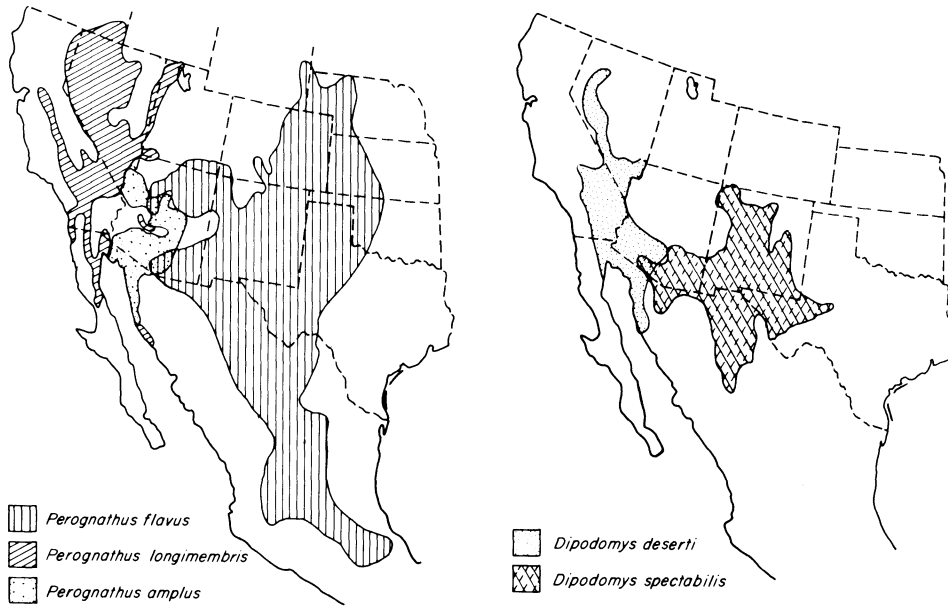 Perognathus flavus
Perognathus longimembris
Perognathus amplus
Dipodomys deserti
Dipodomys spectabilis